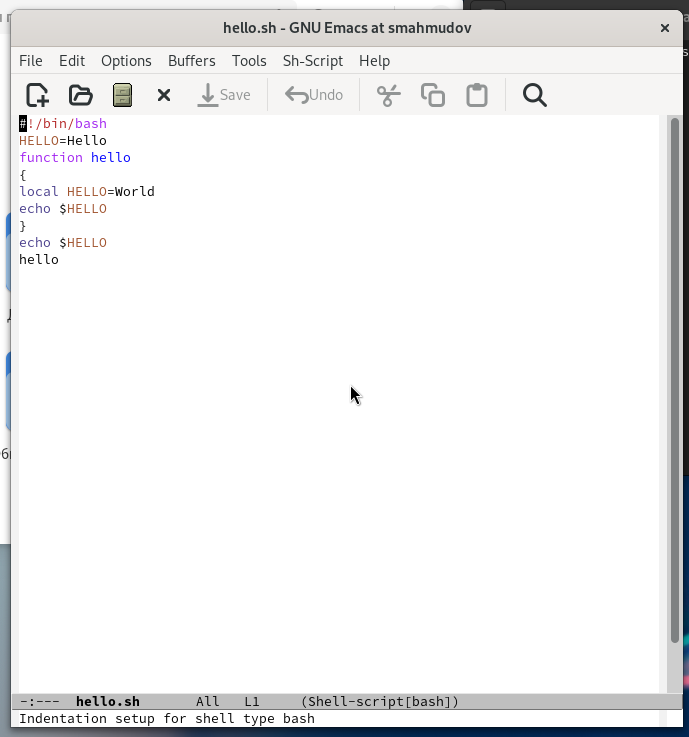 hello.sh - GNU Emacs at smahmudov
File Edit Options Buffers Tools Sh-Script Help
Save Undo
#!/bin/bash
HELLO=Hello
function hello
{
local HELLO=World
echo $HELLO
}
echo $HELLO
hello
-:--- hello.sh All L1 (Shell-script[bash])
Indentation setup for shell type bash